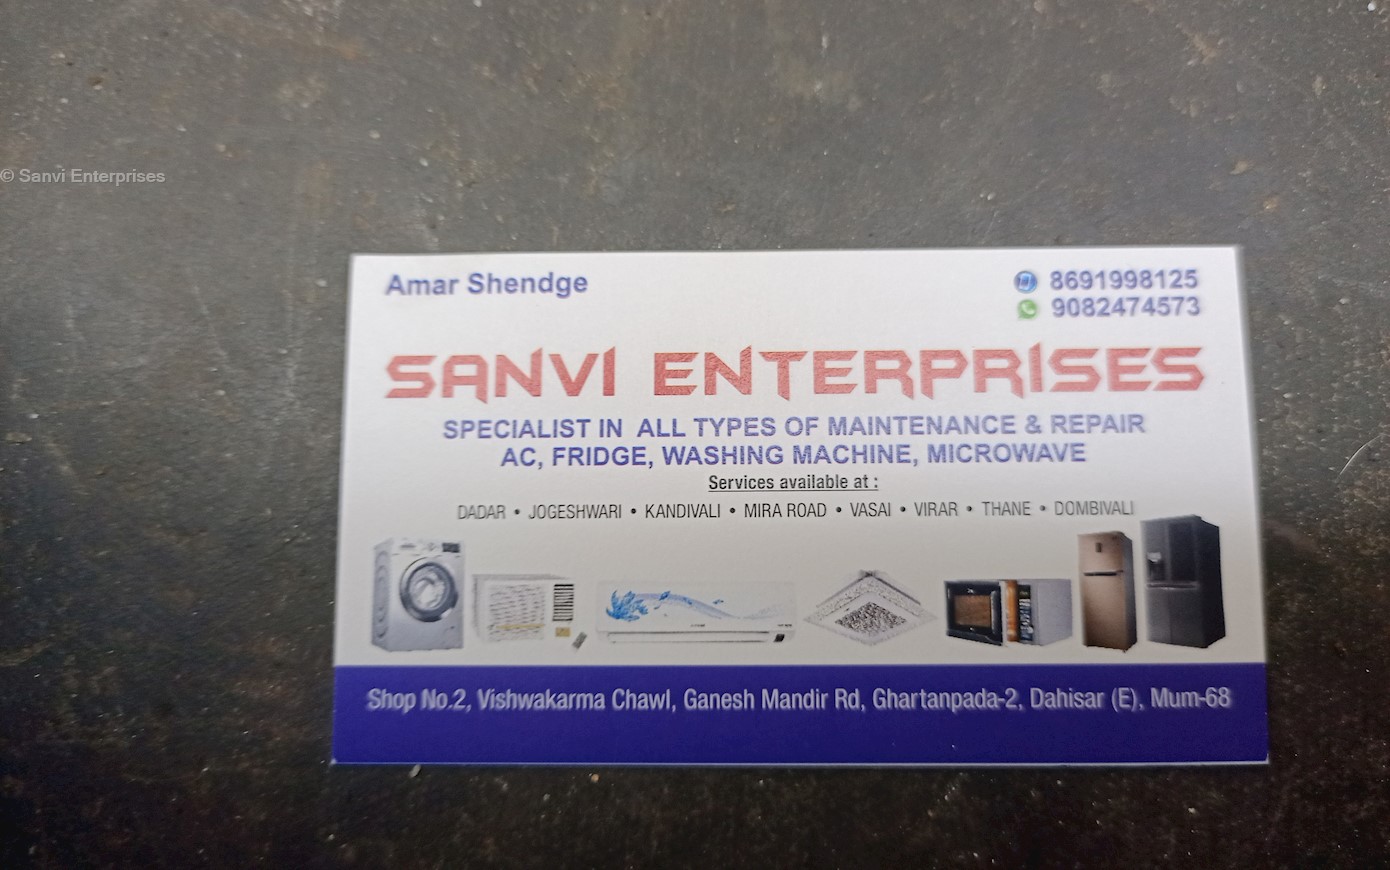 © Sanvi Enterprises
Amar Shendge
8691998125
9082474573
SANVI ENTERPRISES
SPECIALIST IN ALL TYPES OF MAINTENANCE & REPAIR
AC, FRIDGE, WASHING MACHINE, MICROWAVE
Services available at :
DADAR • JOGESHWARI • KANDIVALI • MIRA ROAD • VASAI • VIRAR • THANE • DOMBIVALI
Shop No.2, Vishwakarma Chawl, Ganesh Mandir Rd, Ghartanpada-2, Dahisar (E), Mum-68